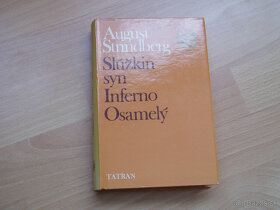 August
Strindberg
Slúžkin
syn
Inferno
Osamelý
TATRAN